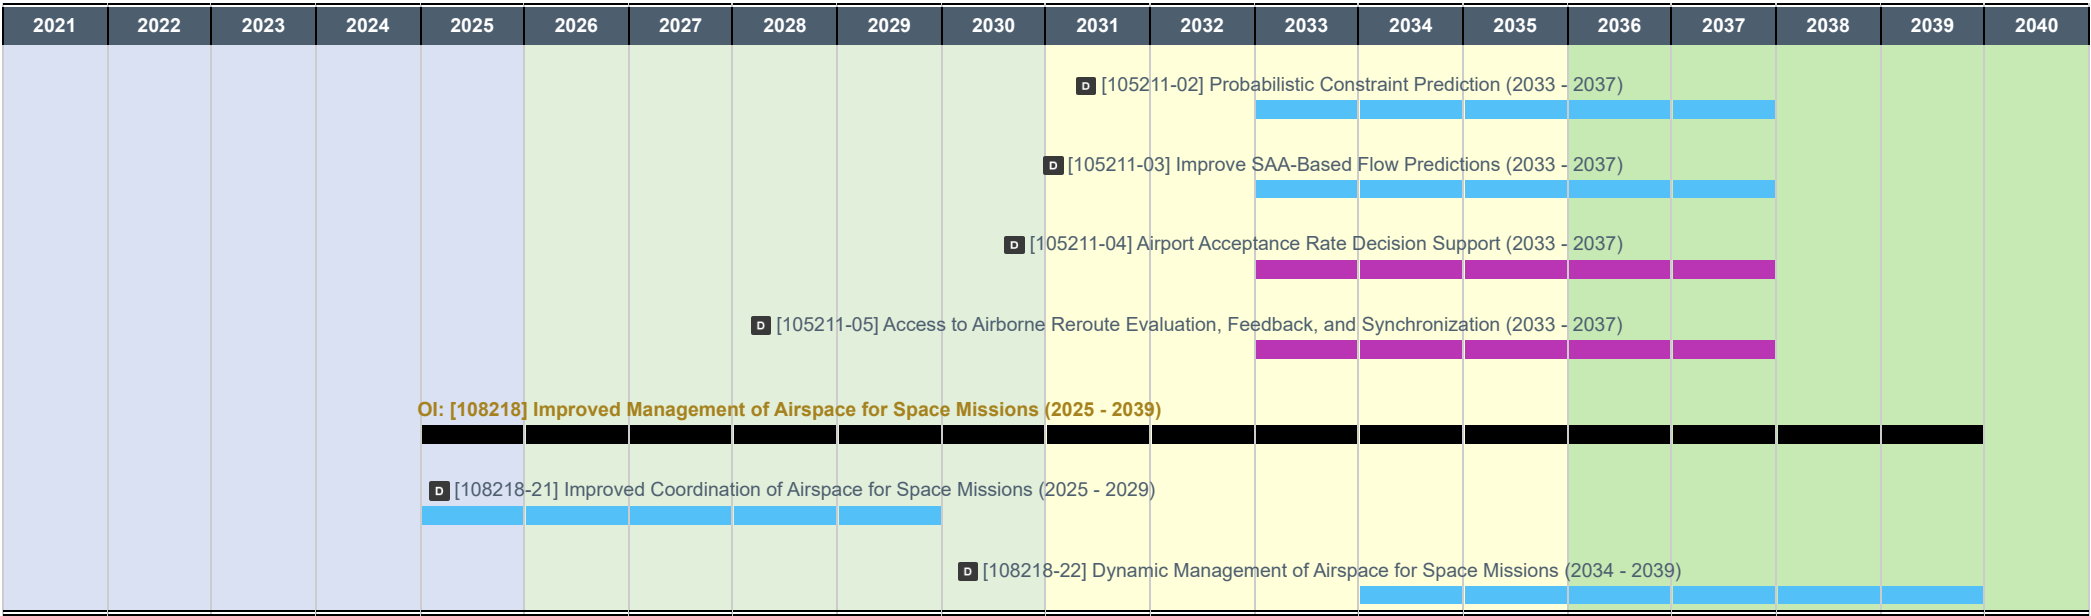 2021 2022 2023 2024 2025 2026 2027 2028 2029 2030 2031 2032 2033 2034 2035 2036 2037 2038 2039 2040
D [105211-02] Probabilistic Constraint Prediction (2033 - 2037)
D [105211-03] Improve SAA-Based Flow Predictions (2033 - 2037)
D [105211-04] Airport Acceptance Rate Decision Support (2033 - 2037)
D [105211-05] Access to Airborne Reroute Evaluation, Feedback, and Synchronization (2033 - 2037)
OI: [108218] Improved Management of Airspace for Space Missions (2025 - 2039)
D [108218-21] Improved Coordination of Airspace for Space Missions (2025 - 2029)
D [108218-22] Dynamic Management of Airspace for Space Missions (2034 - 2039)